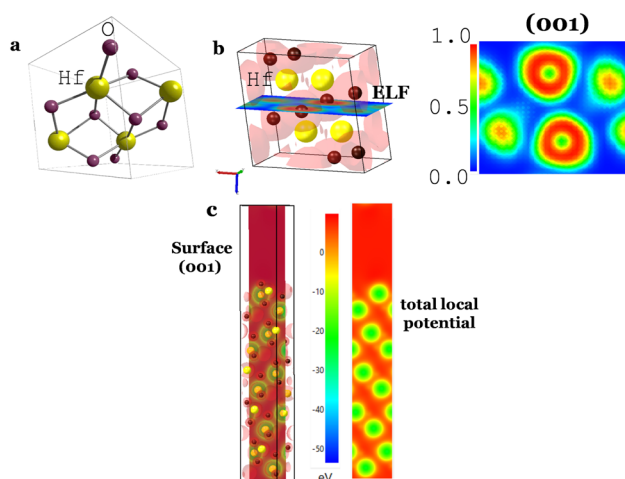 a
O
Hf
b
Hf
ELF
(001)
1.0
0.5
0.0
c
Surface
(001)
0
-10
-20
-30
-40
-50
eV
total local
potential